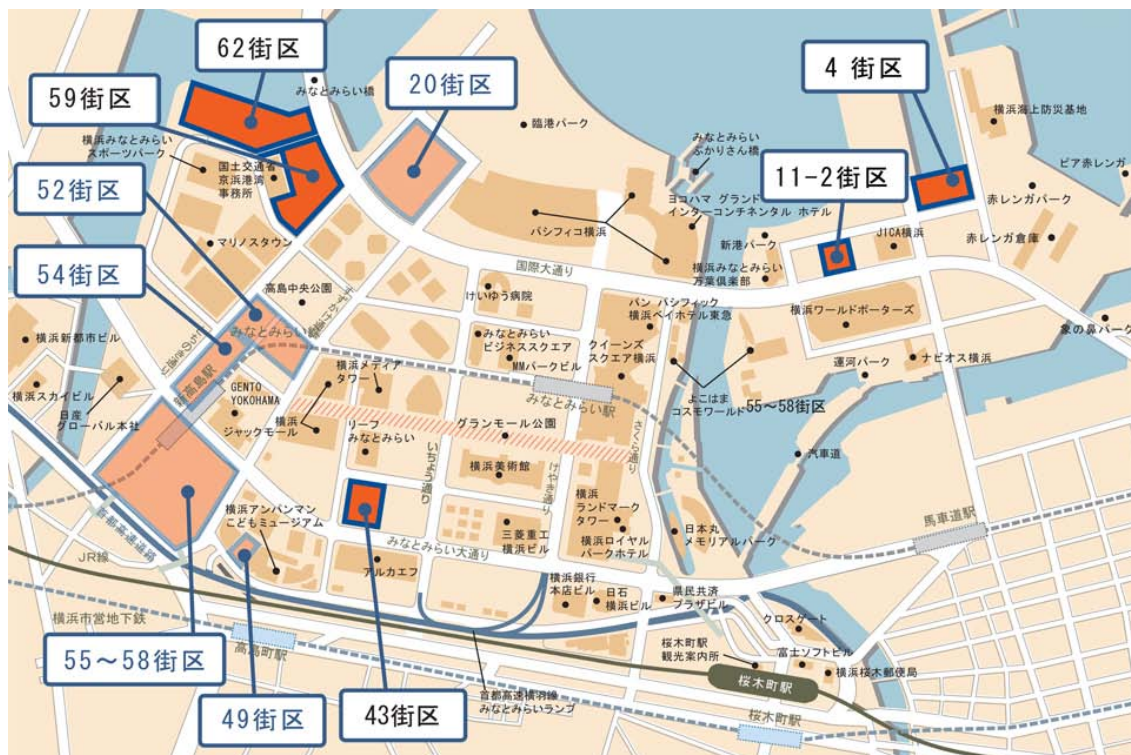 62街区
みなとみらい橋
20街区
臨港パーク
4 街区
横浜海上防災基地
59街区
横浜みなとみらい
スポーツパーク
国土交通省
京浜港湾
事務所
みなとみらい
ぷかりさん橋
ピア赤レンガ
11-2街区
赤レンガパーク
52街区
ヨコハマ グランド
インターコンチネンタル ホテル
パシフィコ横浜
新港パーク
JICA横浜
赤レンガ倉庫
マリノスタウン
54街区
国際大通り
横浜みなとみらい
万葉倶楽部
高島中央公園
けいゆう病院
パン パシフィック
横浜ベイホテル東急
横浜ワールドポーターズ
象の鼻パーク
すずかけ通り
みなとみらい線
とちのき通り
横浜新都市ビル
みなとみらい
ビジネススクエア
クイーンズ
スクエア横浜
MMパークビル
運河パーク
ナビオス横浜
新高島駅
横浜メディア
タワー
GENTO
YOKOHAMA
横浜スカイビル
日産
グローバル本社
みなとみらい駅
よこはま
コスモワールド
55～58街区
横浜
ジャックモール
リーフ
みなとみらい
グランモール公園
さくら通り
いちょう通り
けやき通り
横浜美術館
汽車道
横浜アンパンマン
こどもミュージアム
横浜
ランドマーク
タワー
三菱重工
横浜ビル
横浜ロイヤル
パークホテル
日本丸
メモリアルパーク
馬車道駅
首都高速道路
みなとみらい大通り
JR線
アルカエフ
横浜銀行
本店ビル
日石
横浜ビル
県民共済
プラザビル
横浜市営地下鉄
高島町駅
クロスゲート
55～58街区
桜木町駅
観光案内所
富士ソフトビル
横浜桜木郵便局
49街区
43街区
首都高速横羽線
みなとみらいランプ
桜木町駅
桜木町駅